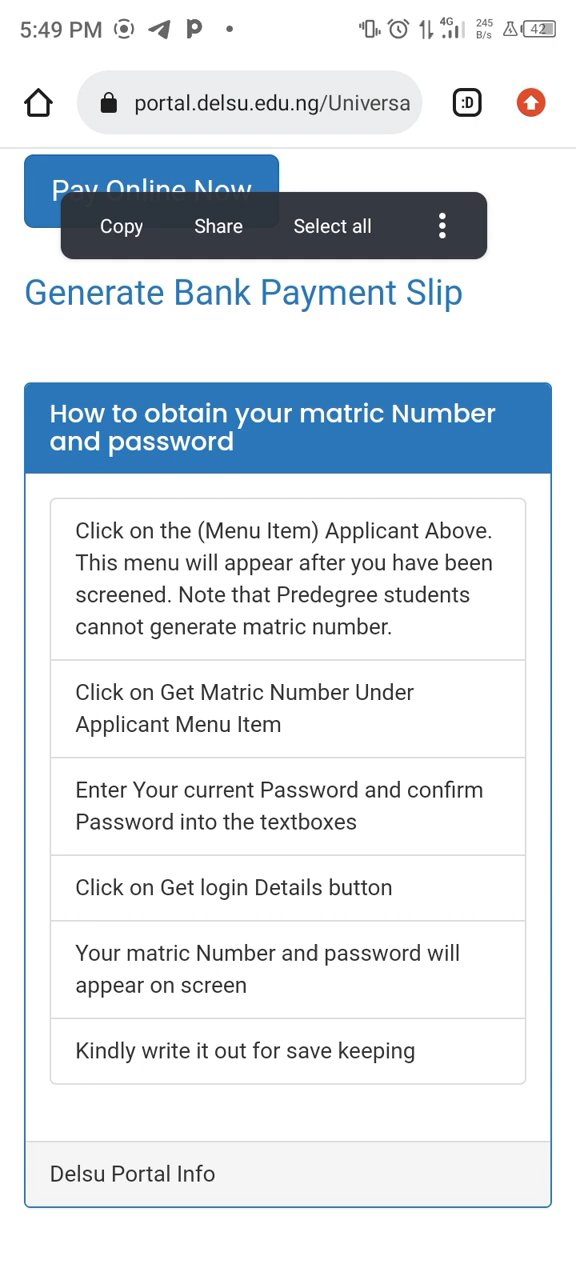 5:49 PM
4G
245
B/s
42
portal.delsu.edu.ng/Universa
:D
Pay Online Now
Copy Share Select all
Generate Bank Payment Slip
How to obtain your matric Number
and password
Click on the (Menu Item) Applicant Above.
This menu will appear after you have been
screened. Note that Predegree students
cannot generate matric number.
Click on Get Matric Number Under
Applicant Menu Item
Enter Your current Password and confirm
Password into the textboxes
Click on Get login Details button
Your matric Number and password will
appear on screen
Kindly write it out for save keeping
Delsu Portal Info